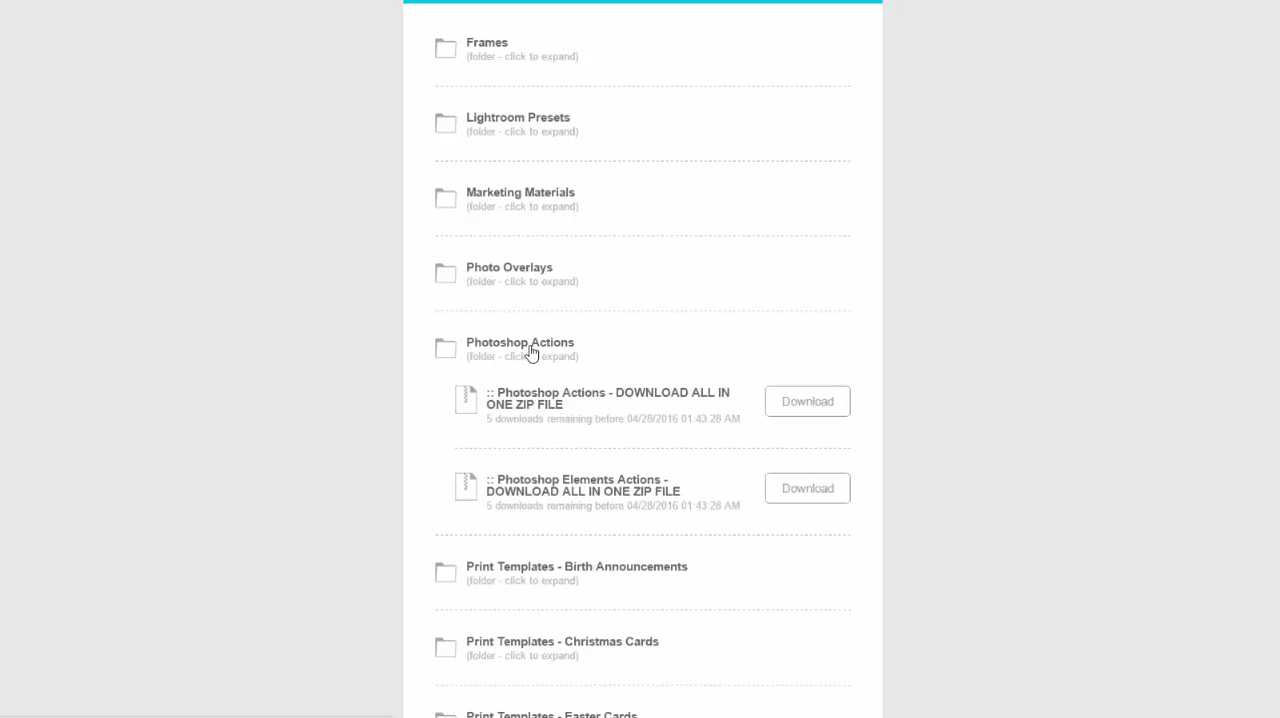 Frames
(folder - click to expand)
Lightroom Presets
(folder - click to expand)
Marketing Materials
(folder - click to expand)
Photo Overlays
(folder - click to expand)
Photoshop Actions
(folder - click expand)
:: Photoshop Actions - DOWNLOAD ALL IN
ONE ZIP FILE
5 downloads remaining before 04/28/2016 01:43:28 AM
Download
:: Photoshop Elements Actions -
DOWNLOAD ALL IN ONE ZIP FILE
5 downloads remaining before 04/28/2016 01:43:28 AM
Download
Print Templates - Birth Announcements
(folder - click to expand)
Print Templates - Christmas Cards
(folder - click to expand)
Print Templates - Easter Cards